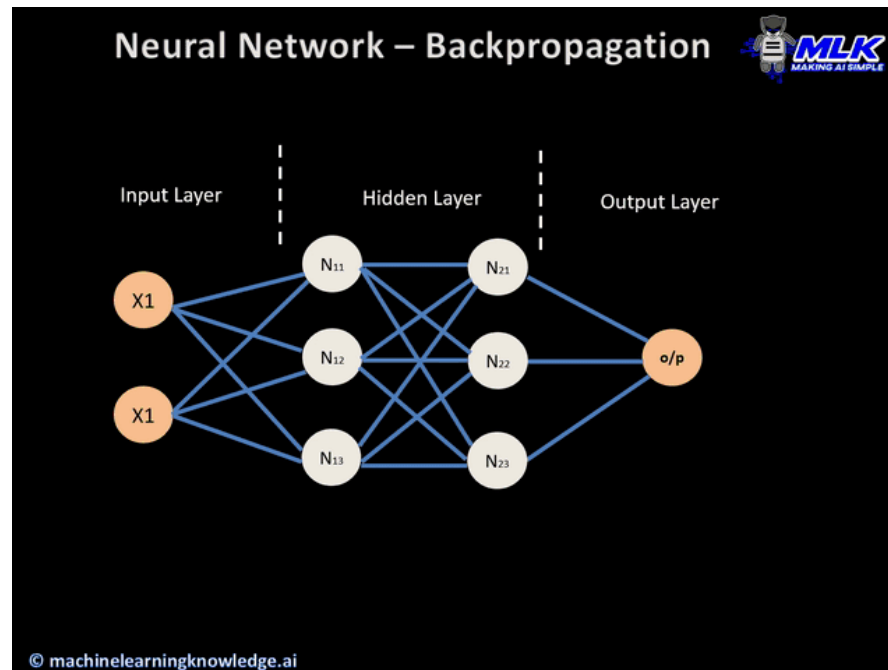 Neural Network – Backpropagation
MLK
MAKING AI SIMPLE
Input Layer
Hidden Layer
Output Layer
X1
X1
N11
N12
N13
N21
N22
N23
o/p
© machinelearningknowledge.ai